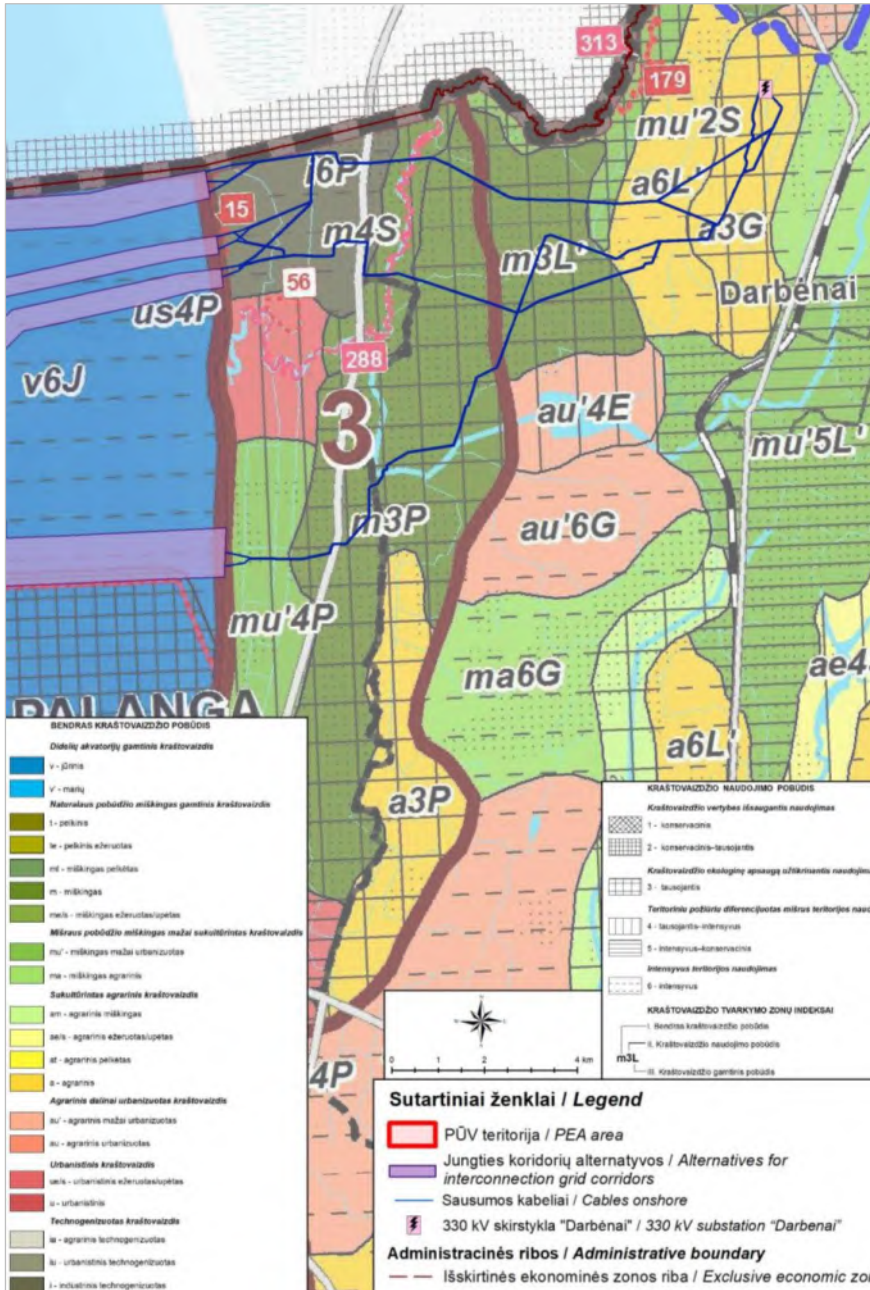 313
179
mu'2S
i6P
a6L'
15
m4S
a3G
m3L'
56
Darbėnai
us4P
288
v6J
3
au'4E
mu'5L'
m3P
au'6G
mu'4P
ma6G
ae4
PALANGA
a6L'
a3P
4P
BENDRAS KRAŠTOVAIZDŽIO POBŪDIS
Didelių akvatorijų gamtinis kraštovaizdis
v - jūrinis
v' - marių
Natūralaus pobūdžio miškingas gamtinis kraštovaizdis
t - pelkinis
te - pelkinis ežeruotas
mt - miškingas pelkėtas
m - miškingas
me/s - miškingas ežeruotas/upėtas
Mišraus pobūdžio miškingas mažai sukultūrintas kraštovaizdis
mu' - miškingas mažai urbanizuotas
ma - miškingas agrarinis
Sukultūrintas agrarinis kraštovaizdis
am - agrarinis miškingas
ae/s - agrarinis ežeruotas/upėtas
at - agrarinis pelkėtas
a - agrarinis
Agrarinis dalinai urbanizuotas kraštovaizdis
au' - agrarinis mažai urbanizuotas
au - agrarinis urbanizuotas
Urbanistinis kraštovaizdis
ue/s - urbanistinis ežeruotas/upėtas
u - urbanistinis
Technogenizuotas kraštovaizdis
ia - agrarinis technogenizuotas
iu - urbanistinis technogenizuotas
i - industrinis technogenizuotas
KRAŠTOVAIZDŽIO NAUDOJIMO POBŪDIS
Kraštovaizdžio vertybes išsaugantis naudojimas
1 - konservacinis
2 - konservacinis-tausojantis
Kraštovaizdžio ekologinę apsaugą užtikrinantis naudojima
3 - tausojantis
Teritoriniu požiūriu diferencijuotas mišrus teritorijos naud
4 - tausojantis-intensyvus
5 - intensyvus-konservacinis
Intensyvus teritorijos naudojimas
6 - intensyvus
KRAŠTOVAIZDŽIO TVARKYMO ZONŲ INDEKSAI
I. Bendras kraštovaizdžio pobūdis
II. Kraštovaizdžio naudojimo pobūdis
m3L
III. Kraštovaizdžio gamtinis pobūdis
0 2 4 km
Sutartiniai ženklai / Legend
PŪV teritorija / PEA area
Jungties koridorių alternatyvos / Alternatives for
interconnection grid corridors
Sausumos kabeliai / Cables onshore
330 kV skirstykla "Darbėnai" / 330 kV substation "Darbenai"
Administracinės ribos / Administrative boundary
Išskirtinės ekonominės zonos riba / Exclusive economic zo